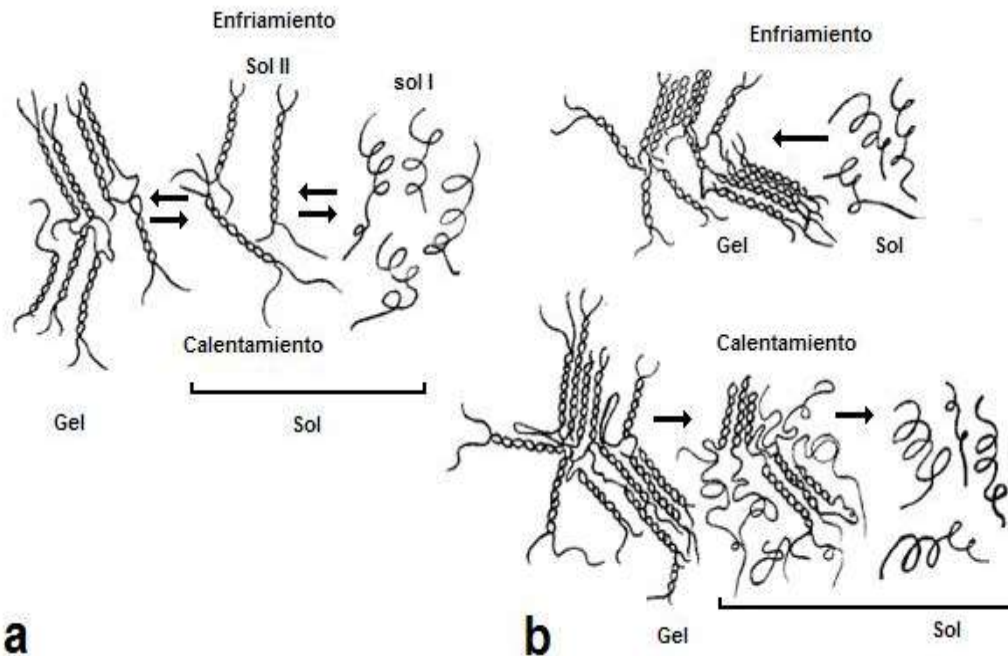 Enfriamiento
Sol II
sol I
Calentamiento
Gel
Sol
a
Enfriamiento
Gel
Sol
Calentamiento
Gel
Sol
b